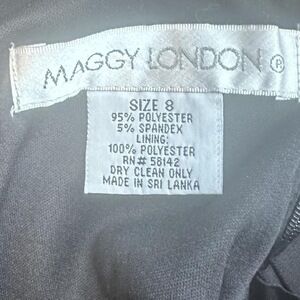 MAGGY LONDON ®
SIZE 8
95% POLYESTER
5% SPANDEX
LINING:
100% POLYESTER
RN# 58142
DRY CLEAN ONLY
MADE IN SRI LANKA